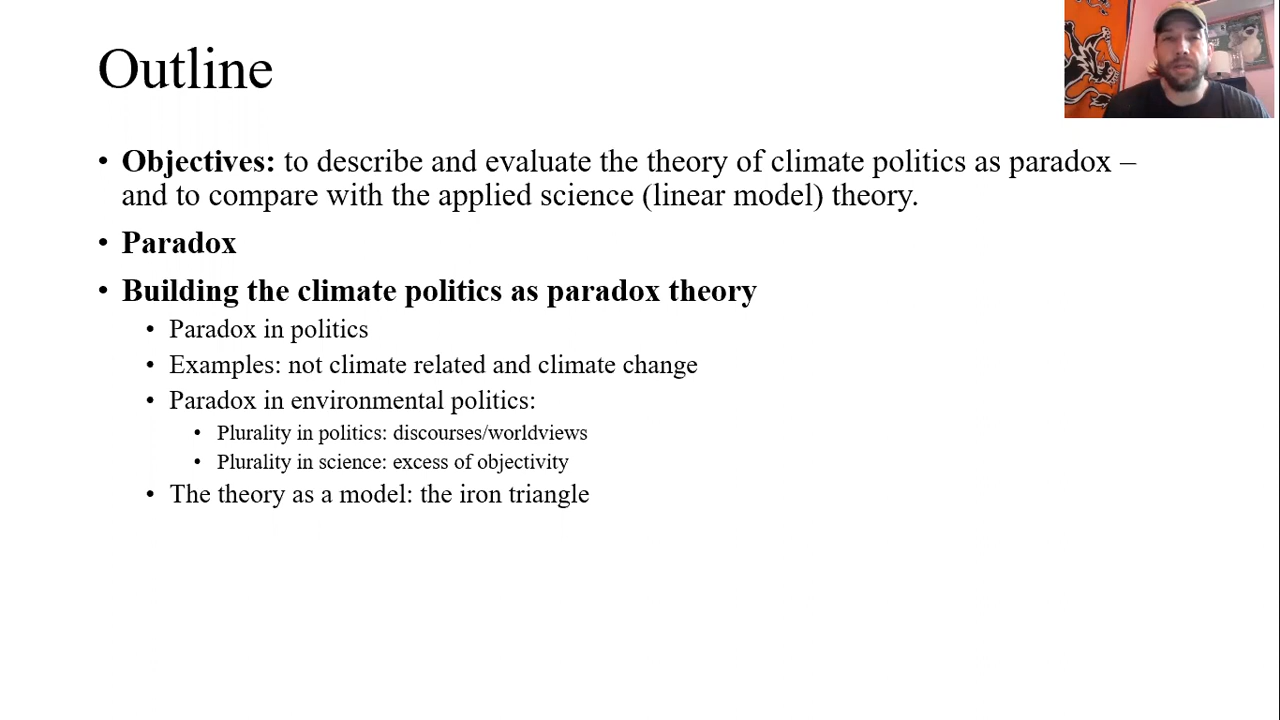 Outline
• Objectives: to describe and evaluate the theory of climate politics as paradox –
and to compare with the applied science (linear model) theory.
• Paradox
• Building the climate politics as paradox theory
• Paradox in politics
• Examples: not climate related and climate change
• Paradox in environmental politics:
• Plurality in politics: discourses/worldviews
• Plurality in science: excess of objectivity
• The theory as a model: the iron triangle